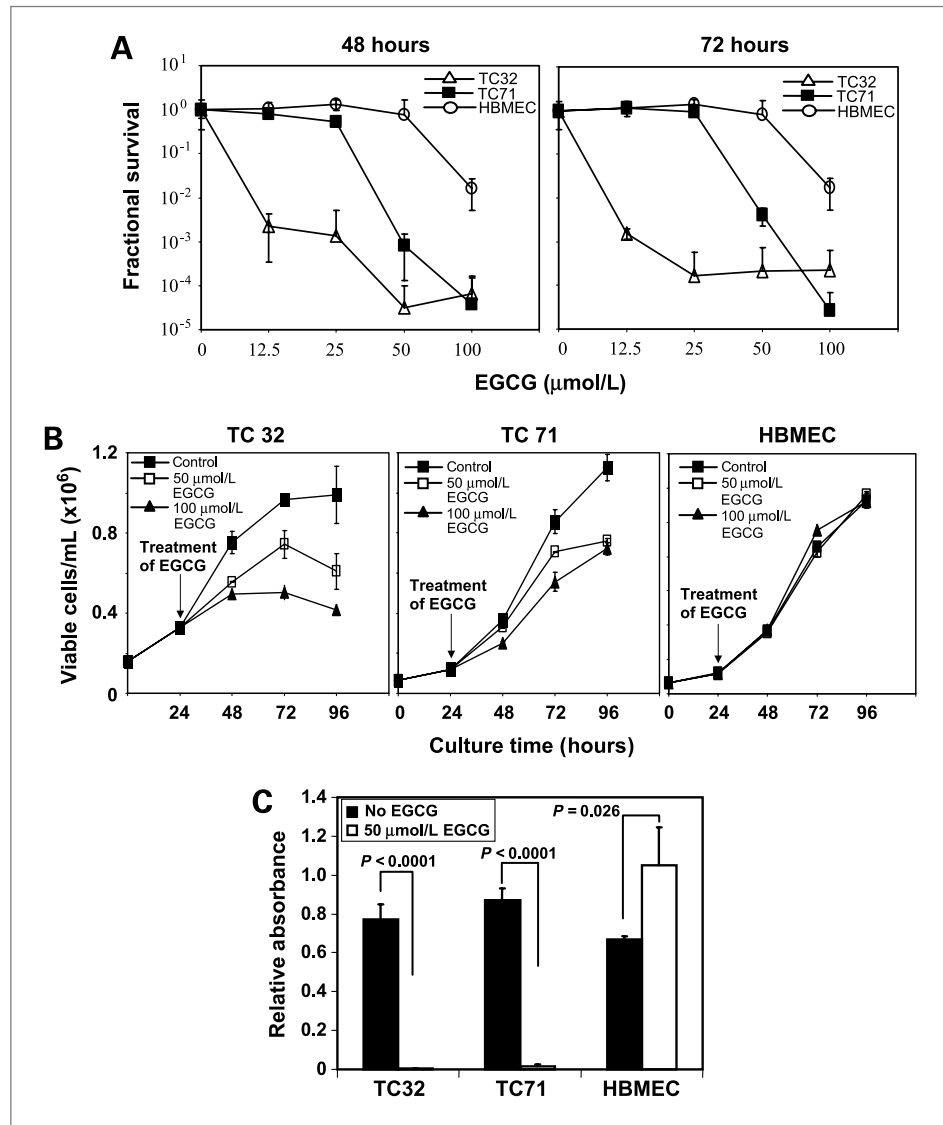 A
48 hours
72 hours
Fractional survival
10¹
10⁰
10⁻¹
10⁻²
10⁻³
10⁻⁴
10⁻⁵
TC32
TC71
HBMEC
TC32
TC71
HBMEC
0 12.5 25 50 100
0 12.5 25 50 100
EGCG (μmol/L)
B
TC 32
TC 71
HBMEC
Viable cells/mL (x10⁶)
1.2
0.8
0.4
0
Control
50 μmol/L
EGCG
100 μmol/L
EGCG
Treatment
of EGCG
Control
50 μmol/L
EGCG
100 μmol/L
EGCG
Treatment
of EGCG
Control
50 μmol/L
EGCG
100 μmol/L
EGCG
Treatment
of EGCG
24 48 72 96
0 24 48 72 96
0 24 48 72 96
Culture time (hours)
C
Relative absorbance
1.4
1.2
1.0
0.8
0.6
0.4
0.2
0
No EGCG
50 μmol/L EGCG
P < 0.0001
P < 0.0001
P = 0.026
TC32 TC71 HBMEC